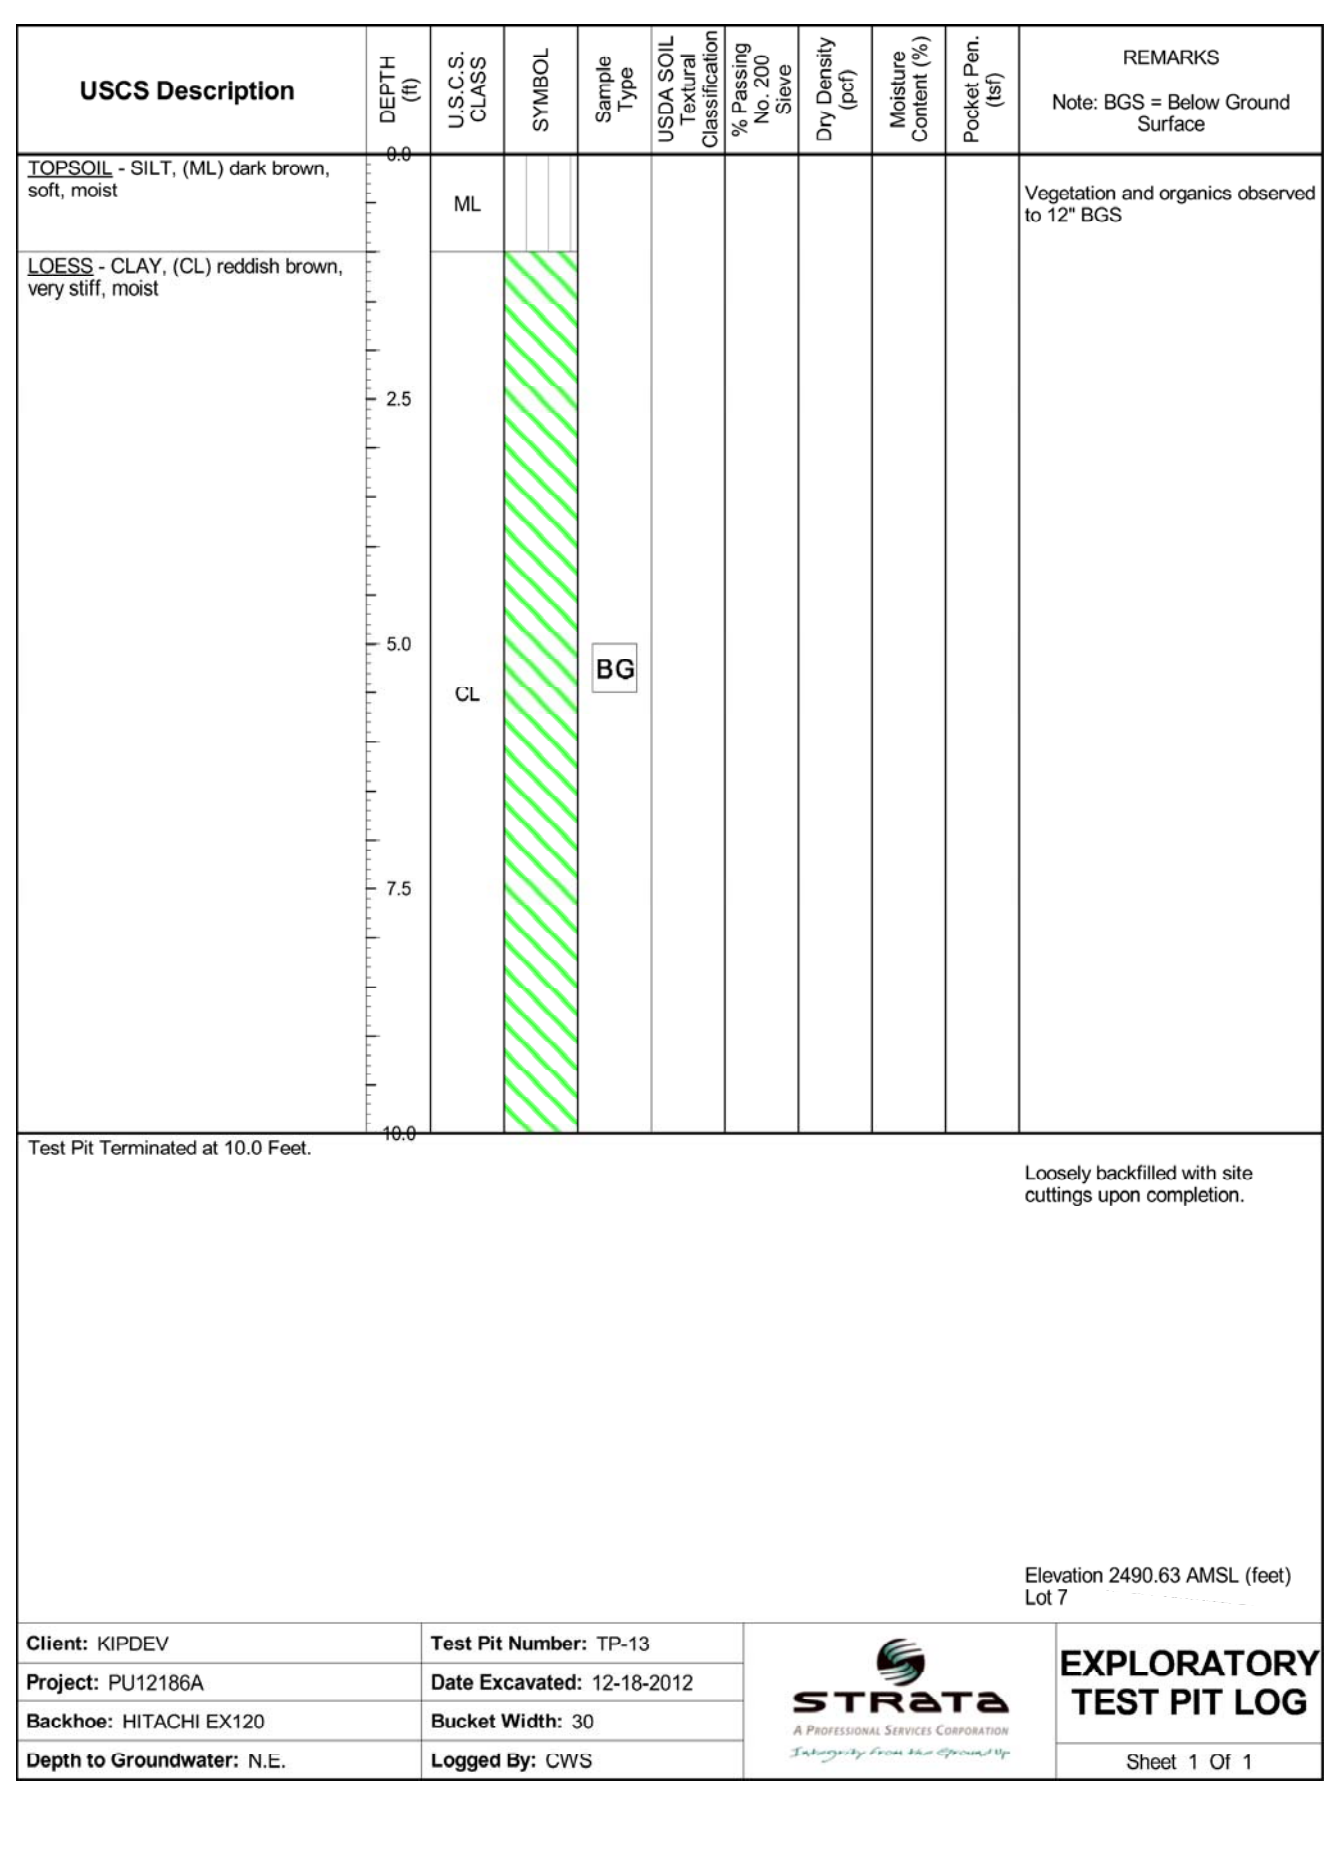 USCS Description
DEPTH
(ft)
U.S.C.S.
CLASS
SYMBOL
Sample
Type
USDA SOIL
Textural
Classification
% Passing
No. 200
Sieve
Dry Density
(pcf)
Moisture
Content (%)
Pocket Pen.
(tsf)
REMARKS
Note: BGS = Below Ground
Surface
0.0
TOPSOIL - SILT, (ML) dark brown,
soft, moist
ML
Vegetation and organics observed
to 12" BGS
LOESS - CLAY, (CL) reddish brown,
very stiff, moist
2.5
5.0
BG
CL
7.5
10.0
Test Pit Terminated at 10.0 Feet.
Loosely backfilled with site
cuttings upon completion.
Elevation 2490.63 AMSL (feet)
Lot 7
Client: KIPDEV
Project: PU12186A
Backhoe: HITACHI EX120
Depth to Groundwater: N.E.
Test Pit Number: TP-13
Date Excavated: 12-18-2012
Bucket Width: 30
Logged By: CWS
STRATA
A PROFESSIONAL SERVICES CORPORATION
Integrity from the Ground Up
EXPLORATORY
TEST PIT LOG
Sheet 1 Of 1